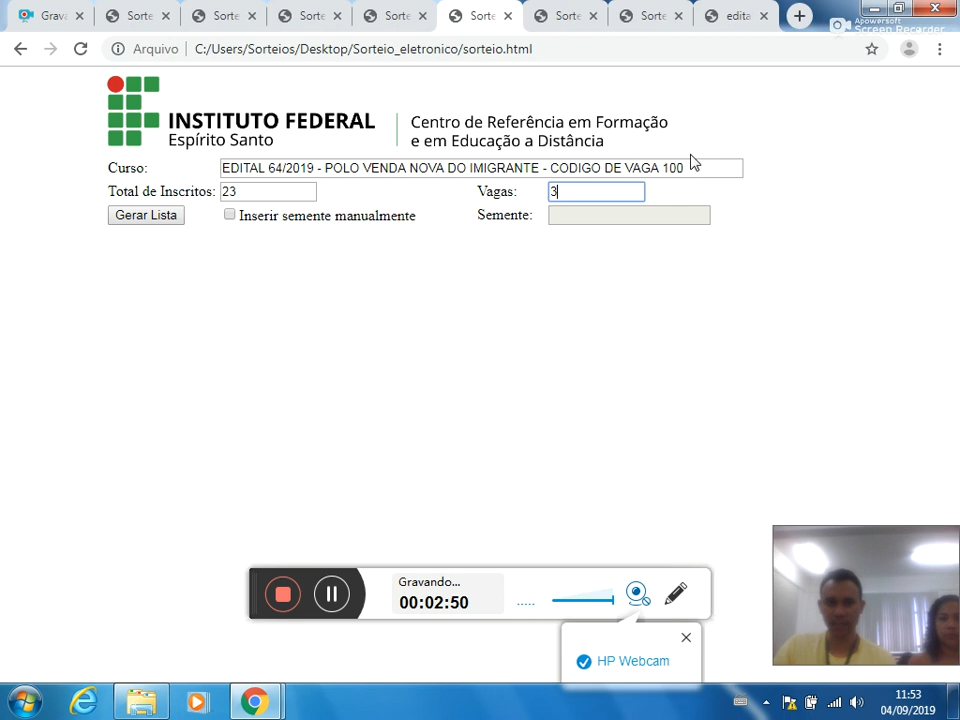 Grava
Sorte
Sorte
Sorte
Sorte
Sorte
Sorte
Sorte
edita
Apowersoft
Screen Recorder
Arquivo
C:/Users/Sorteios/Desktop/Sorteio_eletronico/sorteio.html
INSTITUTO FEDERAL
Espírito Santo
Centro de Referência em Formação
e em Educação a Distância
Curso: EDITAL 64/2019 - POLO VENDA NOVA DO IMIGRANTE - CODIGO DE VAGA 100
Total de Inscritos: 23 Vagas: 3
Gerar Lista Inserir semente manualmente Semente:
Gravando...
00:02:50
HP Webcam
11:53
04/09/2019